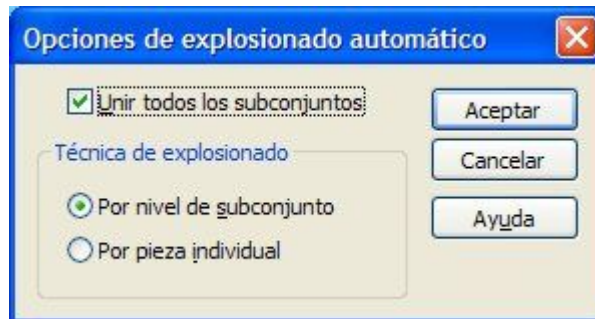 Opciones de explosionado automático
Unir todos los subconjuntos
Aceptar
Técnica de explosionado
Cancelar
Por nivel de subconjunto
Ayuda
Por pieza individual